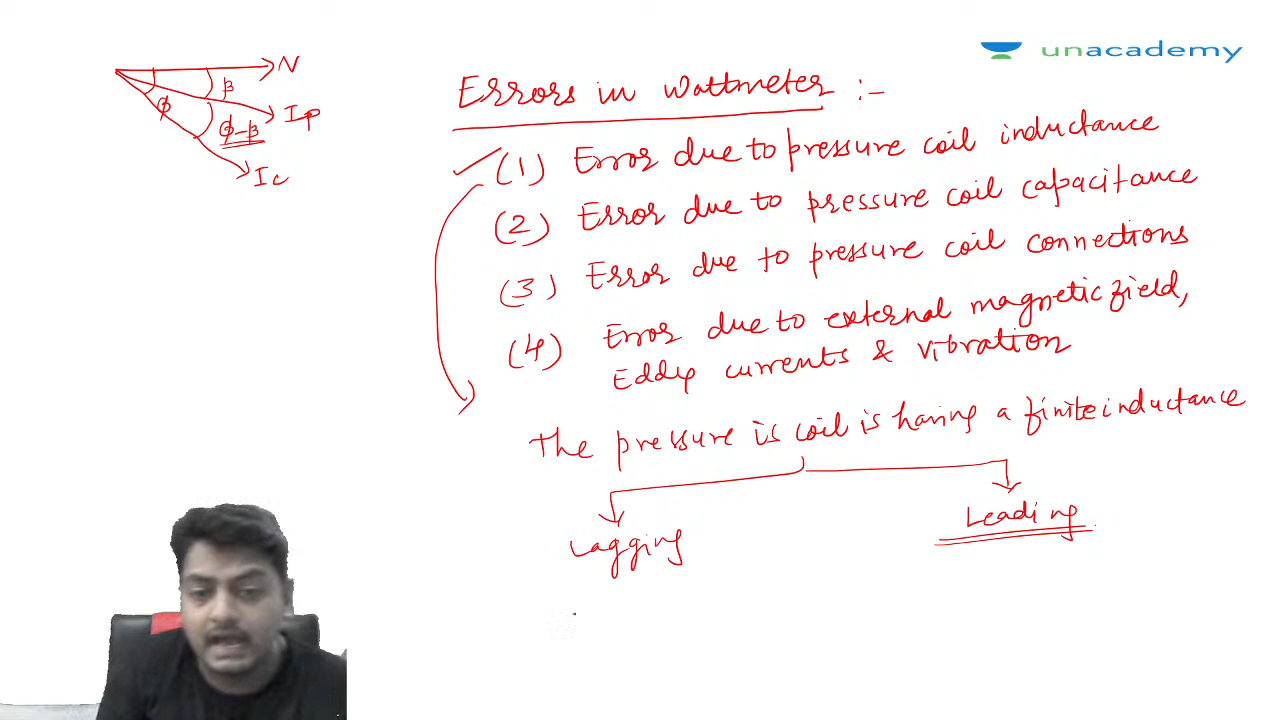 unacademy
V
β
Ip
φ
φ-β
Ic
Errors in wattmeter :-
(1) Error due to pressure coil inductance
(2) Error due to pressure coil capacitance
(3) Error due to pressure coil connections
(4) Error due to external magnetic field,
Eddy currents & vibration
The pressure is coil is having a finite inductance
Lagging
Leading